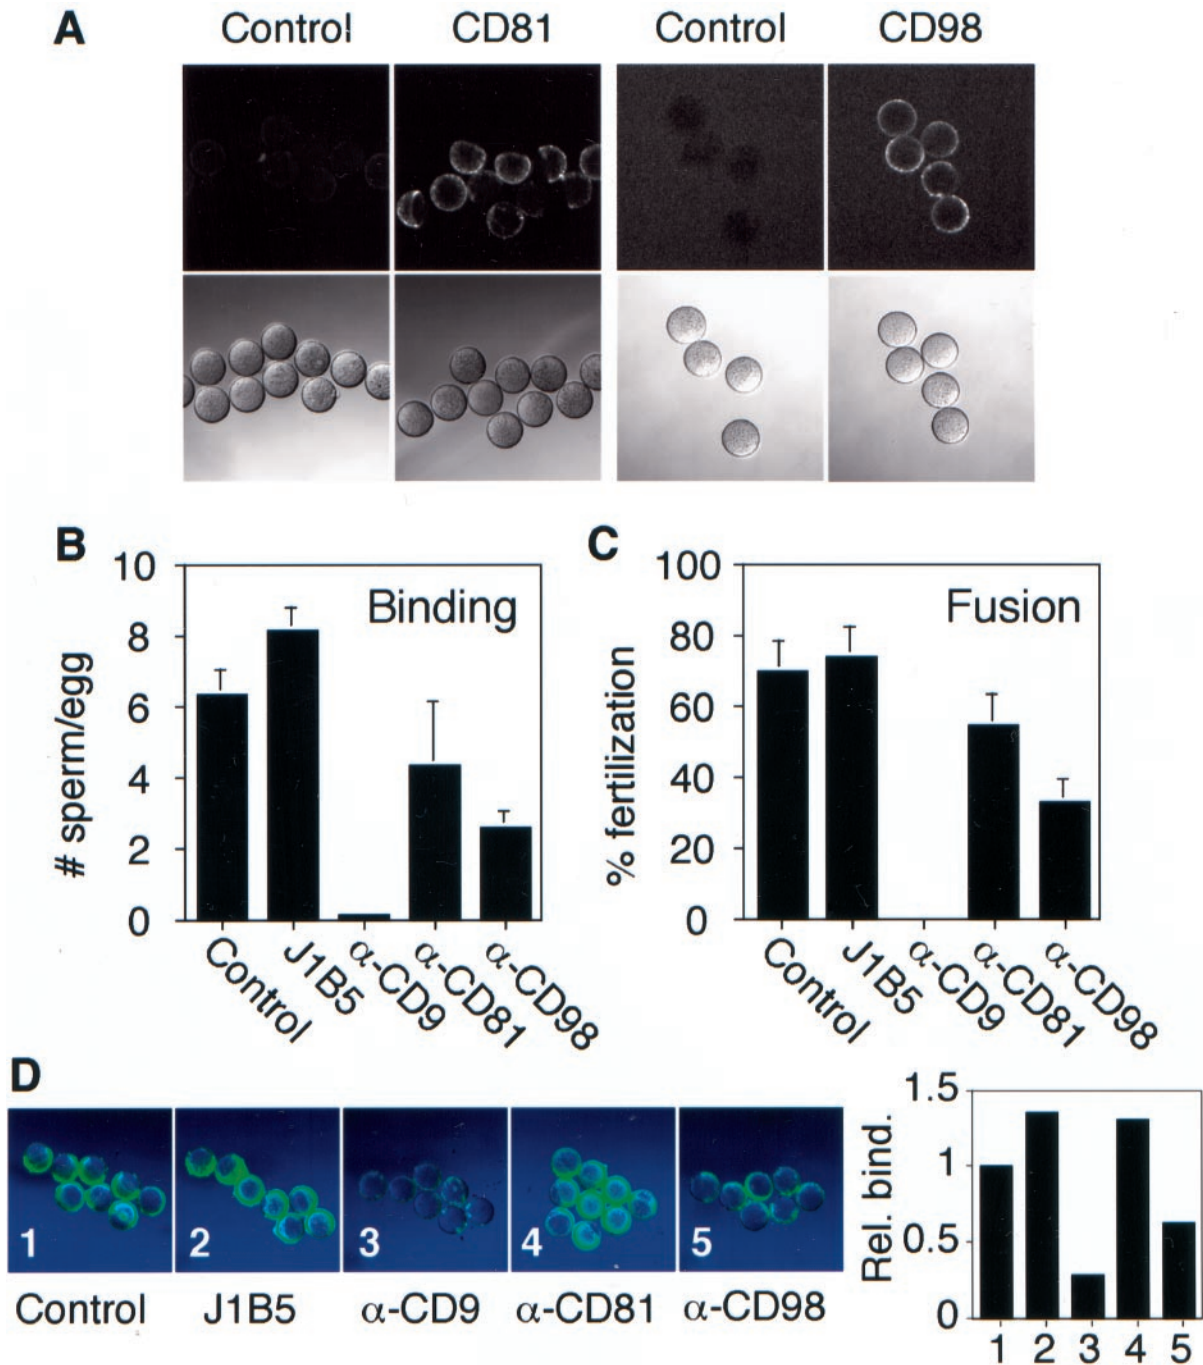 A
Control CD81 Control CD98
B
10
8
6
4
2
0
# sperm/egg
Binding
Control J1B5 α-CD9 α-CD81 α-CD98
C
100
80
60
40
20
0
% fertilization
Fusion
Control J1B5 α-CD9 α-CD81 α-CD98
D
1 2 3 4 5
Control J1B5 α-CD9 α-CD81 α-CD98
1.5
1
0.5
0
Rel. bind.
1 2 3 4 5